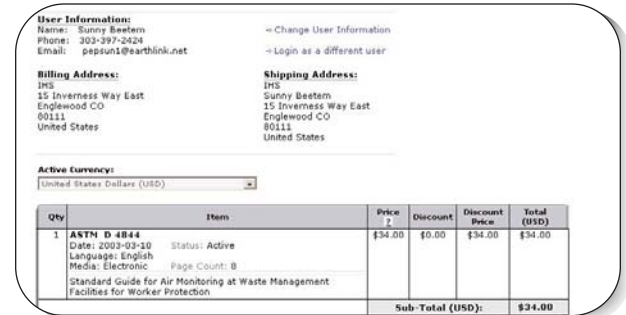 User Information:
Name: Sunny Beetem → Change User Information
Phone: 303-397-2424
Email: pepsun1@earthlink.net → Login as a different user
Billing Address: Shipping Address:
IHS IHS
15 Inverness Way East Sunny Beetem
Englewood CO 15 Inverness Way East
80111 Englewood CO
United States 80111
United States
Active Currency:
United States Dollars (USD)
Qty Item Price ? Discount Discount Price Total (USD)
1 ASTM D 4844 $34.00 $0.00 $34.00 $34.00
Date: 2003-03-10 Status: Active
Language: English
Media: Electronic Page Count: 8
Standard Guide for Air Monitoring at Waste Management
Facilities for Worker Protection
Sub-Total (USD): $34.00